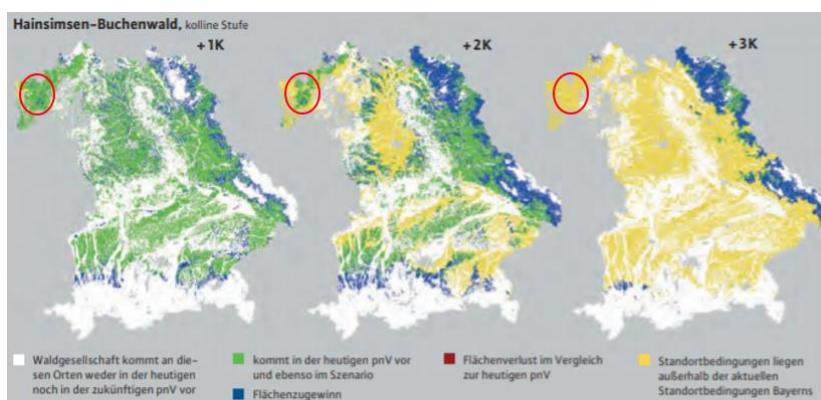 Hainsimsen-Buchenwald, kolline Stufe
+1K
+2K
+3K
Waldgesellschaft kommt an die-
sen Orten weder in der heutigen
noch in der zukünftigen pnV vor
kommt in der heutigen pnV vor
und ebenso im Szenario
Flächenzugewinn
Flächenverlust im Vergleich
zur heutigen pnV
Standortbedingungen liegen
außerhalb der aktuellen
Standortbedingungen Bayerns